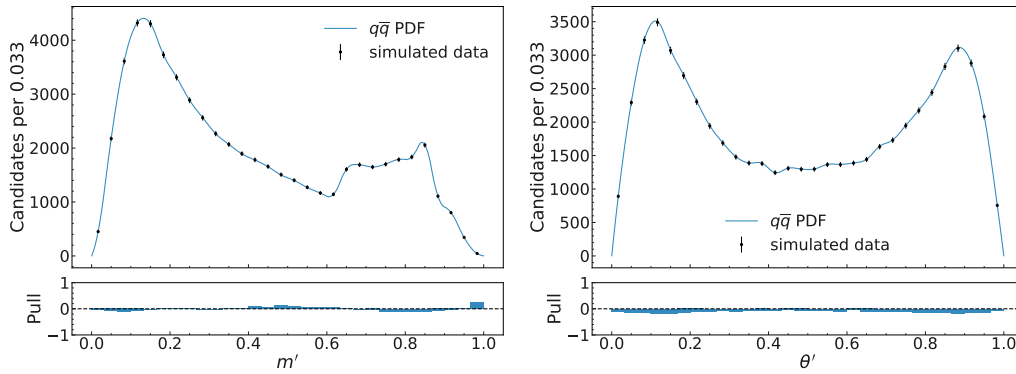 Candidates per 0.033
4000
3000
2000
1000
0
qq̅ PDF
simulated data
Pull
1
0
−1
0.0 0.2 0.4 0.6 0.8 1.0
m′
Candidates per 0.033
3500
3000
2500
2000
1500
1000
500
0
qq̅ PDF
simulated data
Pull
1
0
−1
0.0 0.2 0.4 0.6 0.8 1.0
θ′